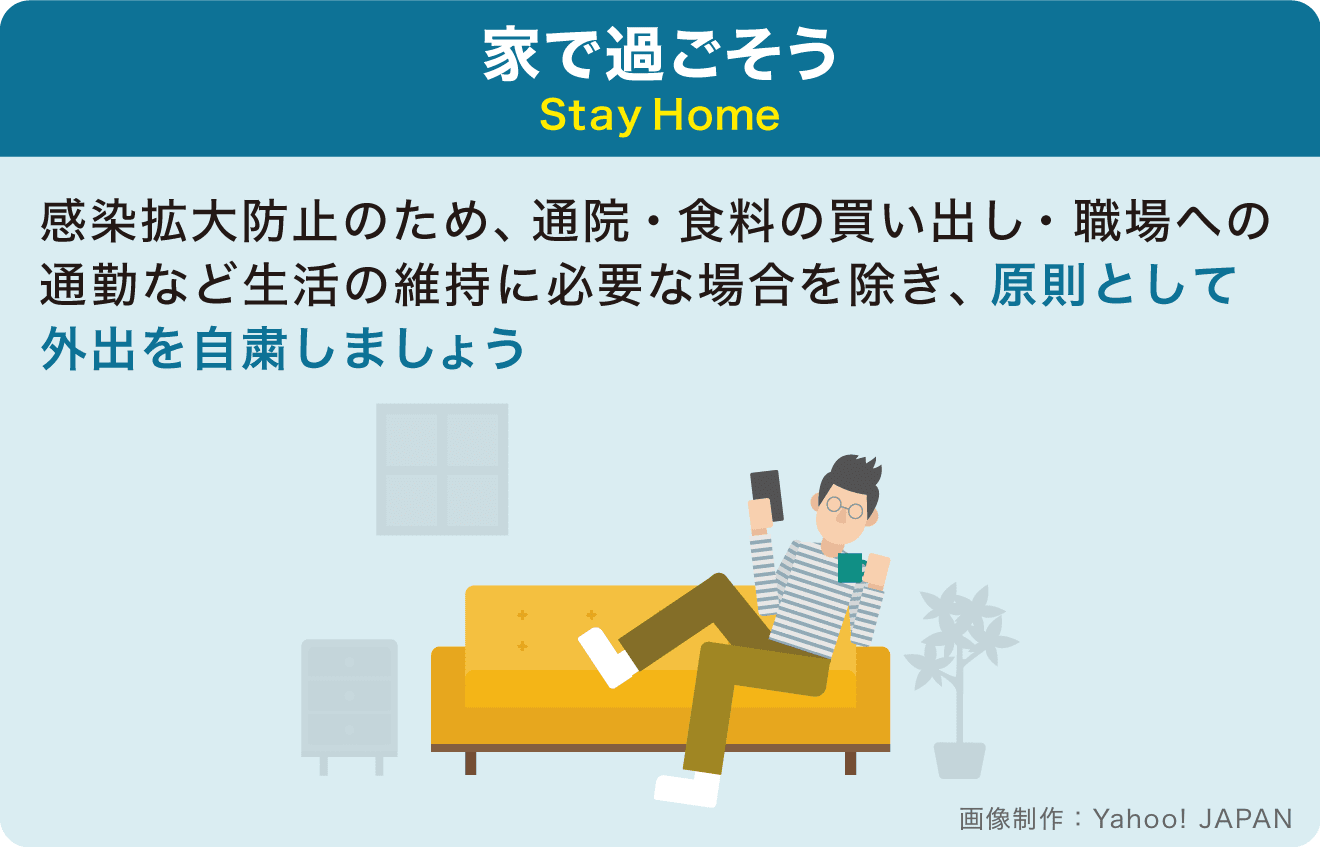 家で過ごそう
Stay Home
感染拡大防止のため、通院・食料の買い出し・職場への
通勤など生活の維持に必要な場合を除き、原則として
外出を自粛しましょう
画像制作：Yahoo! JAPAN